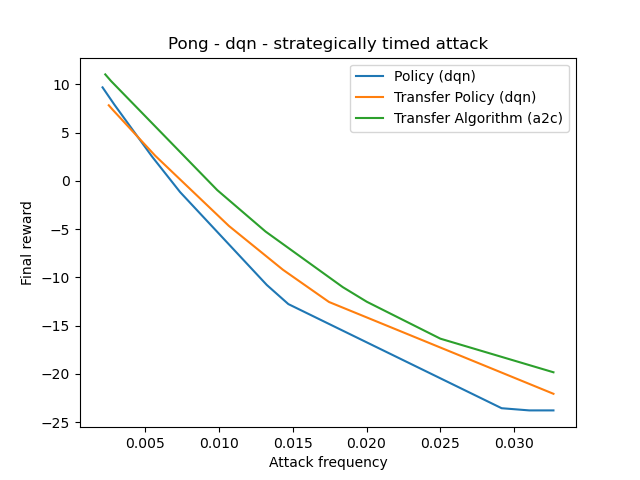 Pong - dqn - strategically timed attack
Policy (dqn)
Transfer Policy (dqn)
Transfer Algorithm (a2c)
Final reward
10
5
0
−5
−10
−15
−20
−25
0.005 0.010 0.015 0.020 0.025 0.030
Attack frequency